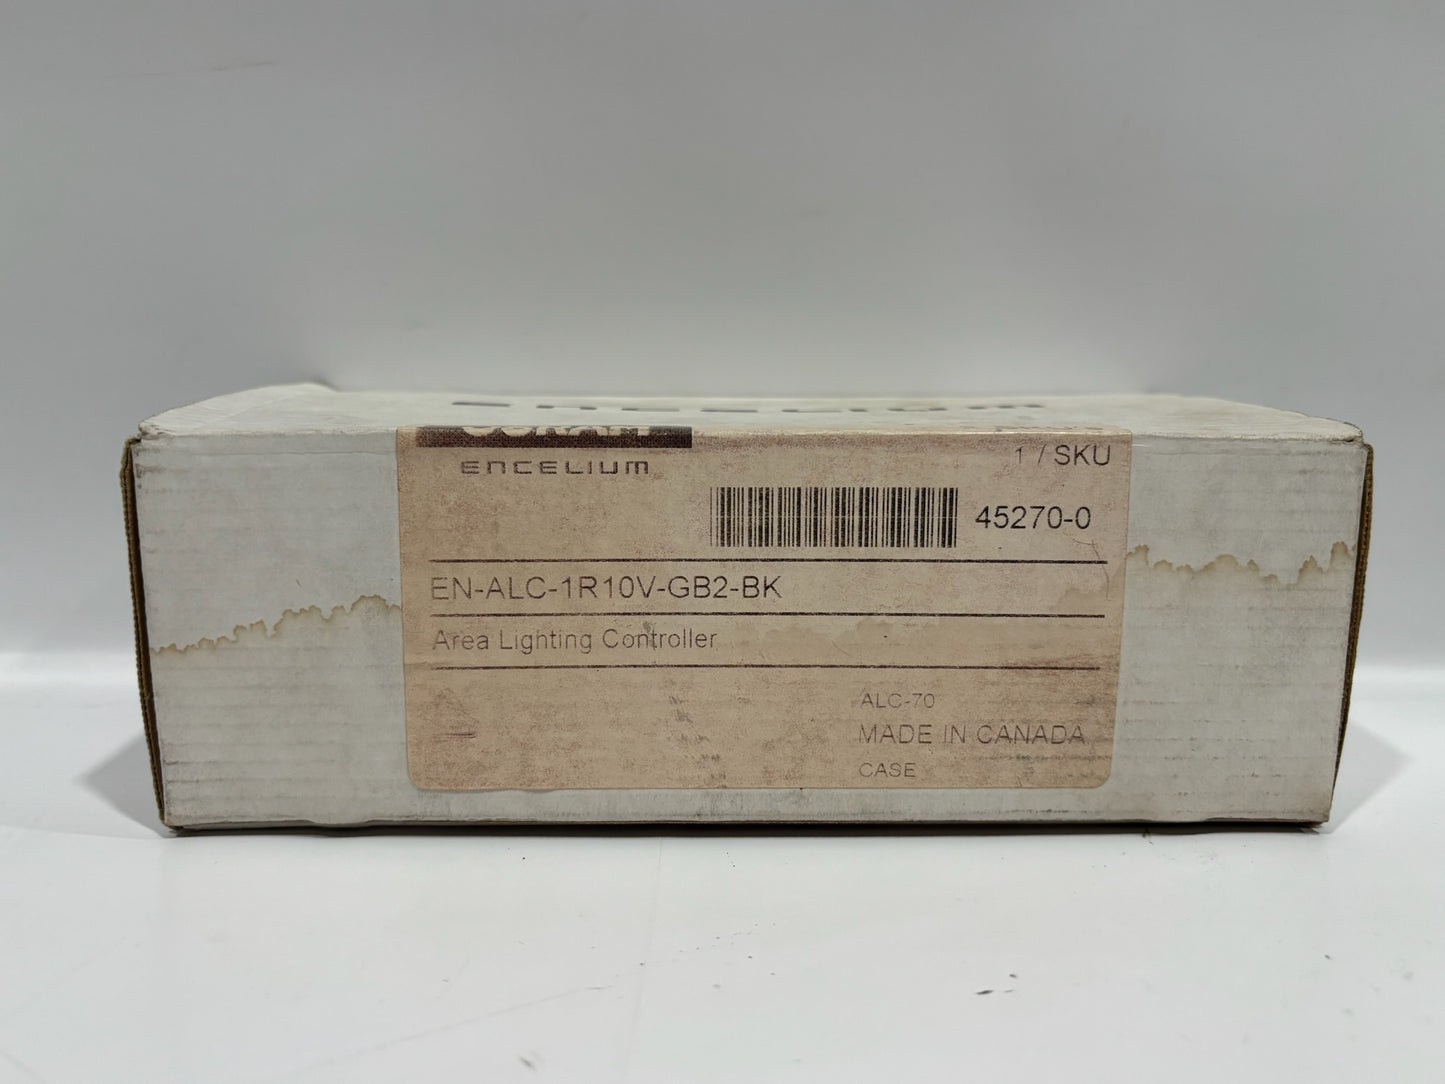 ENCELIUM
ENCELIUM
1 / SKU
45270-0
EN-ALC-1R10V-GB2-BK
Area Lighting Controller
ALC-70
MADE IN CANADA
CASE